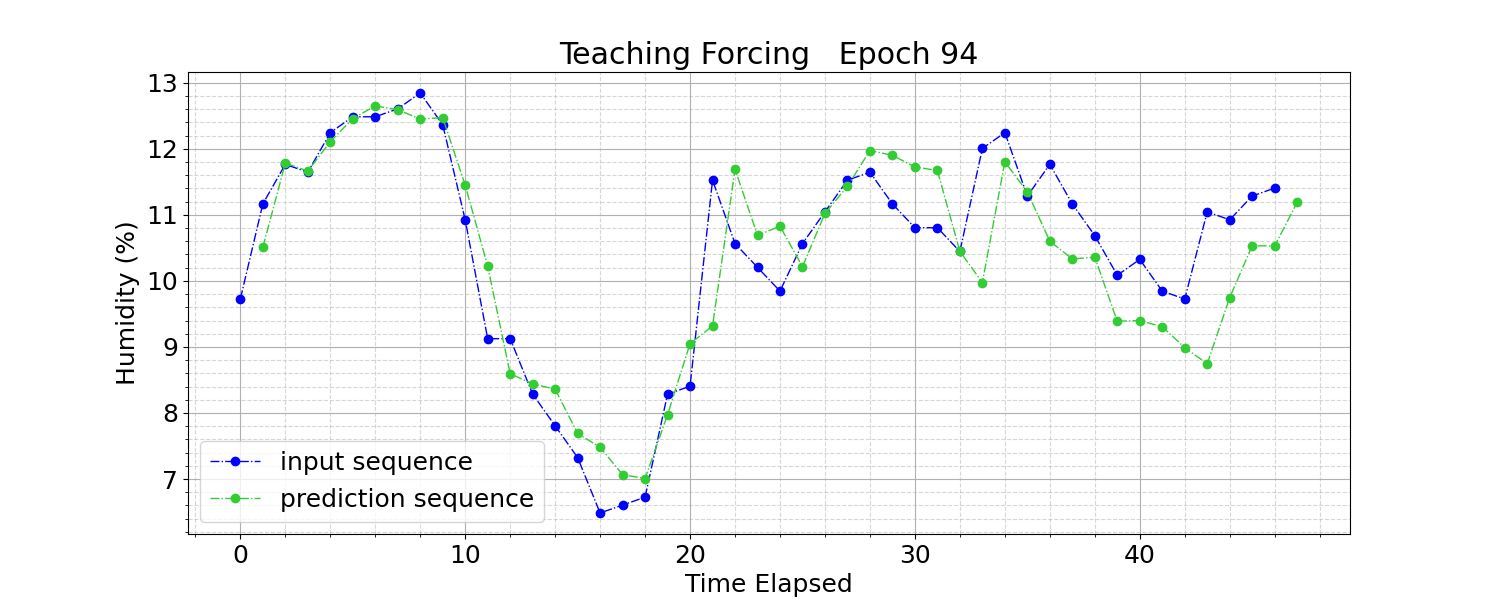 Teaching Forcing   Epoch 94
Humidity (%)
13
12
11
10
9
8
7
input sequence
prediction sequence
0 10 20 30 40
Time Elapsed